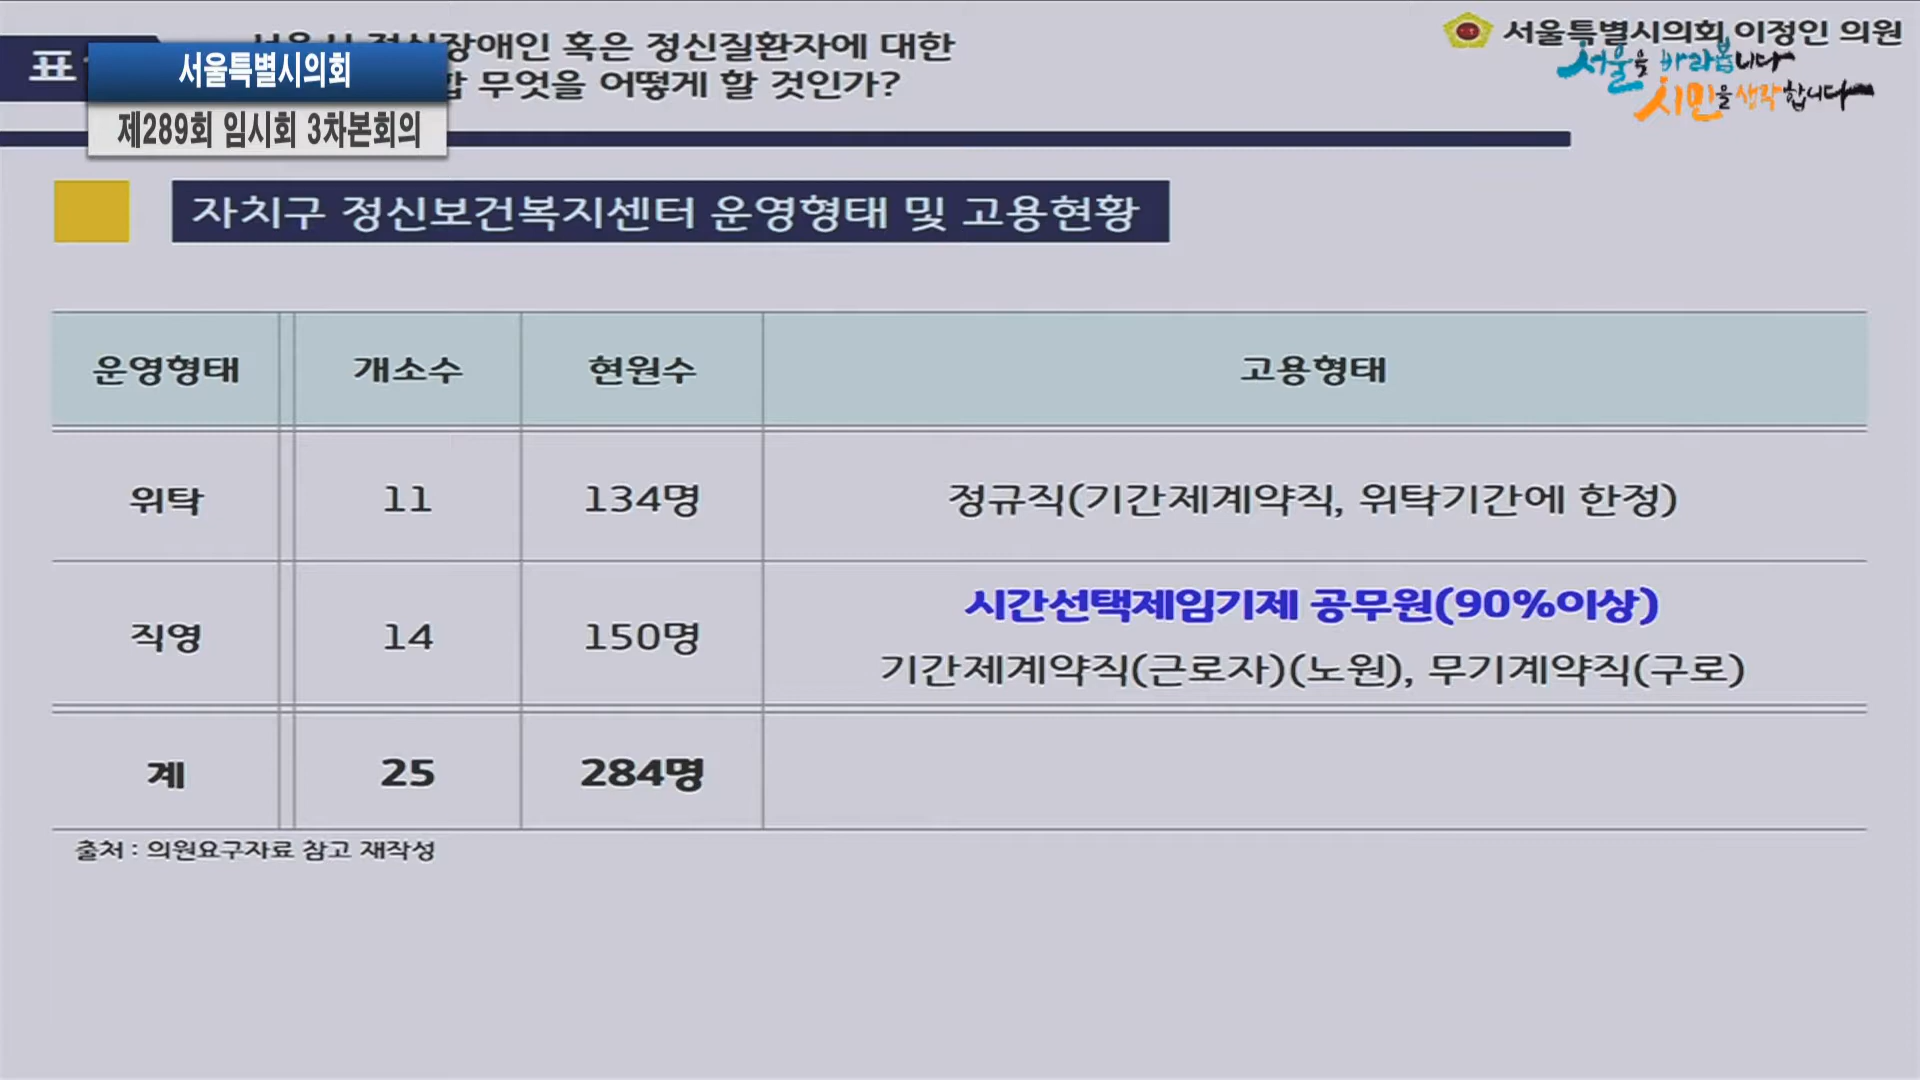 표
서울시 정신장애인 혹은 정신질환자에 대한
무엇을 어떻게 할 것인가?
서울특별시의회 이정인 의원
서울을 바라봅니다
시민을 생각합니다
서울특별시의회
제289회 임시회 3차본회의
자치구 정신보건복지센터 운영형태 및 고용현황
운영형태 개소수 현원수 고용형태
위탁 11 134명 정규직(기간제계약직, 위탁기간에 한정)
직영 14 150명 시간선택제임기제 공무원(90%이상)
기간제계약직(근로자)(노원), 무기계약직(구로)
계 25 284명
출처 : 의원요구자료 참고 재작성